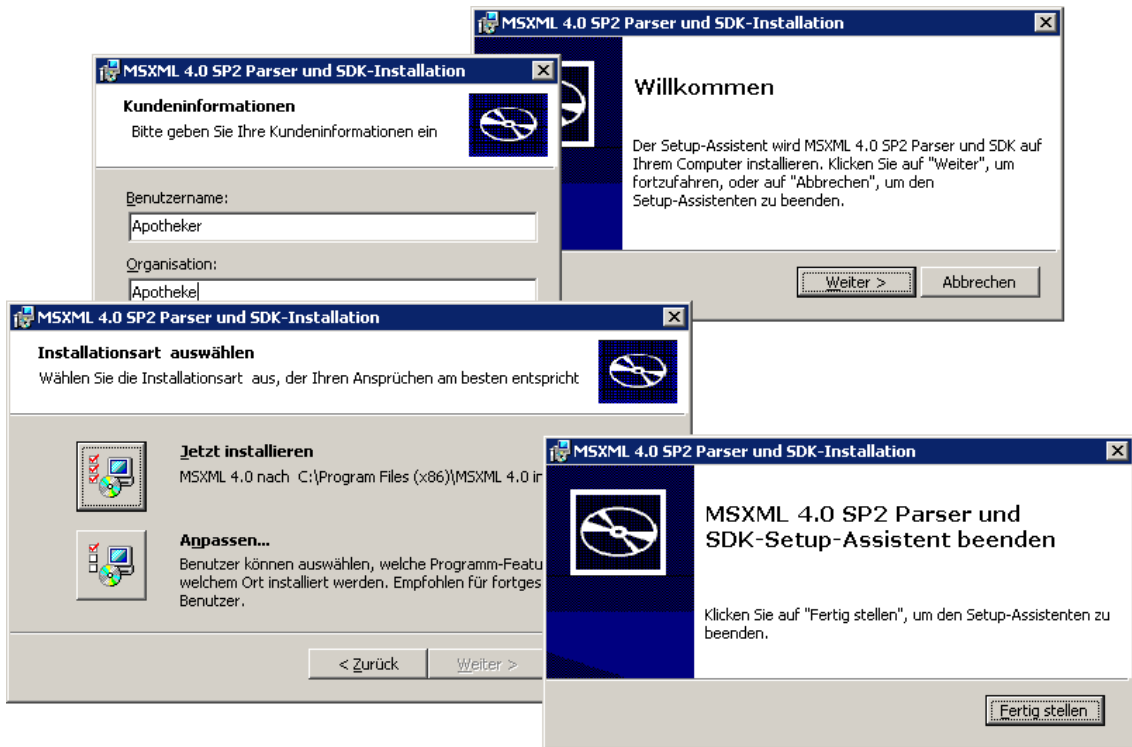 MSXML 4.0 SP2 Parser und SDK-Installation
Willkommen
Der Setup-Assistent wird MSXML 4.0 SP2 Parser und SDK auf
Ihrem Computer installieren. Klicken Sie auf "Weiter", um
fortzufahren, oder auf "Abbrechen", um den
Setup-Assistenten zu beenden.
Weiter >
Abbrechen
MSXML 4.0 SP2 Parser und SDK-Installation
Kundeninformationen
Bitte geben Sie Ihre Kundeninformationen ein
Benutzername:
Apotheker
Organisation:
Apotheke
MSXML 4.0 SP2 Parser und SDK-Installation
Installationsart auswählen
Wählen Sie die Installationsart aus, der Ihren Ansprüchen am besten entspricht
Jetzt installieren
MSXML 4.0 nach C:\Program Files (x86)\MSXML 4.0
Anpassen...
Benutzer können auswählen, welche
welchem Ort installiert werden. Empfohlen für
Benutzer.
< Zurück
Weiter >
MSXML 4.0 SP2 Parser und SDK-Installation
MSXML 4.0 SP2 Parser und
SDK-Setup-Assistent beenden
Klicken Sie auf "Fertig stellen", um den Setup-Assistenten zu
beenden.
Fertig stellen